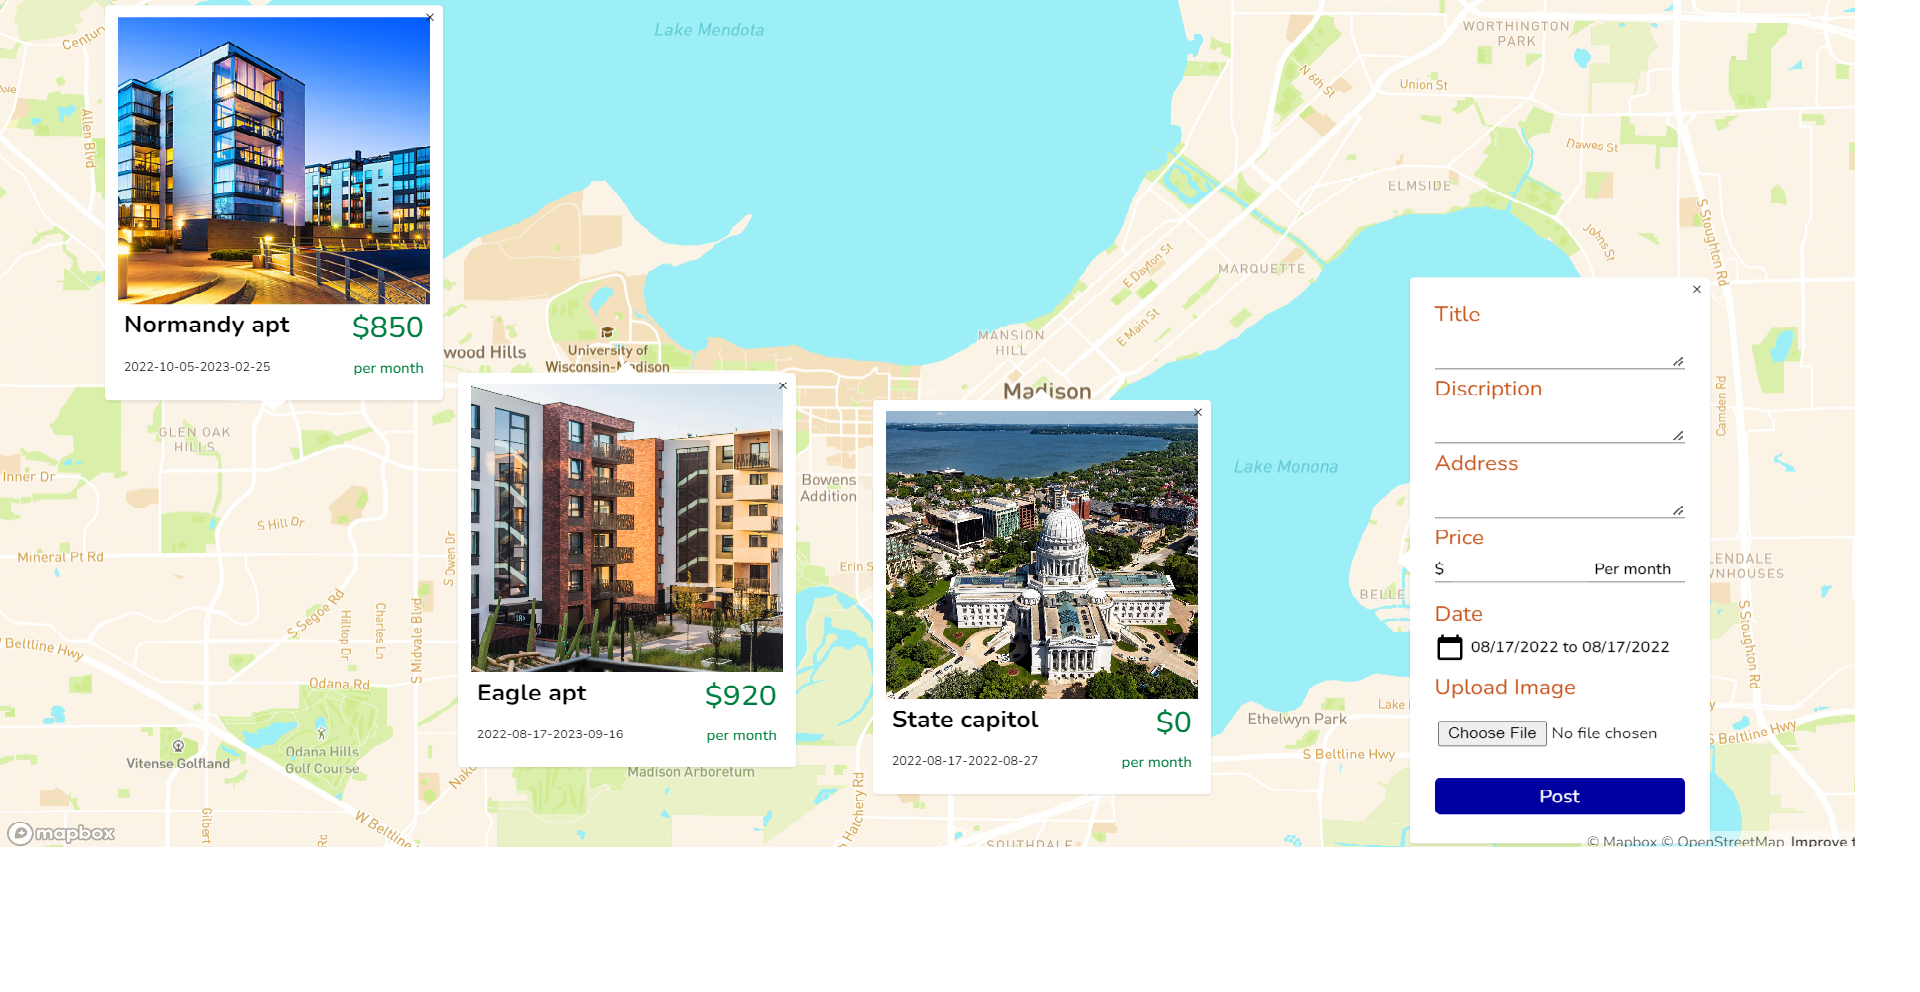 Lake Mendota
WORTHINGTON
PARK
Centur
N 6th St
Union St
Allen Blvd
Dawes St
ELMSIDE
S Stoughton Rd
Johns St
E Dayton St
MARQUETTE
×
Normandy apt
$850
2022-10-05-2023-02-25
per month
wood Hills
University of
Wisconsin-Madison
MANSION
HILL
E Main St
Madison
GLEN OAK
HILLS
Inner Dr
S Hill Dr
Mineral Pt Rd
S Owen Dr
Bowens
Addition
Erin S
Lake Monona
Camden Rd
×
Eagle apt
$920
2022-08-17-2023-09-16
per month
×
State capitol
$0
2022-08-17-2022-08-27
per month
×
Title
Discription
Address
Price
$
Per month
Date
08/17/2022 to 08/17/2022
Upload Image
Choose File
No file chosen
Post
LENDALE
WNHOUSES
BELLE
S Segoe Rd
Hilltop Dr
Charles Ln
S Midvale Blvd
W Beltline Hwy
Odana Rd
S Stoughton Rd
Odana Hills
Golf Course
Vitense Golfland
Nako
Madison Arboretum
Ethelwyn Park
Lake
S Beltline Hwy
S Beltline Hwy
Gilbert
Rd
W Beltline
Hatchery Rd
SOUTHDALE
mapbox
© Mapbox © OpenStreetMap Improve t